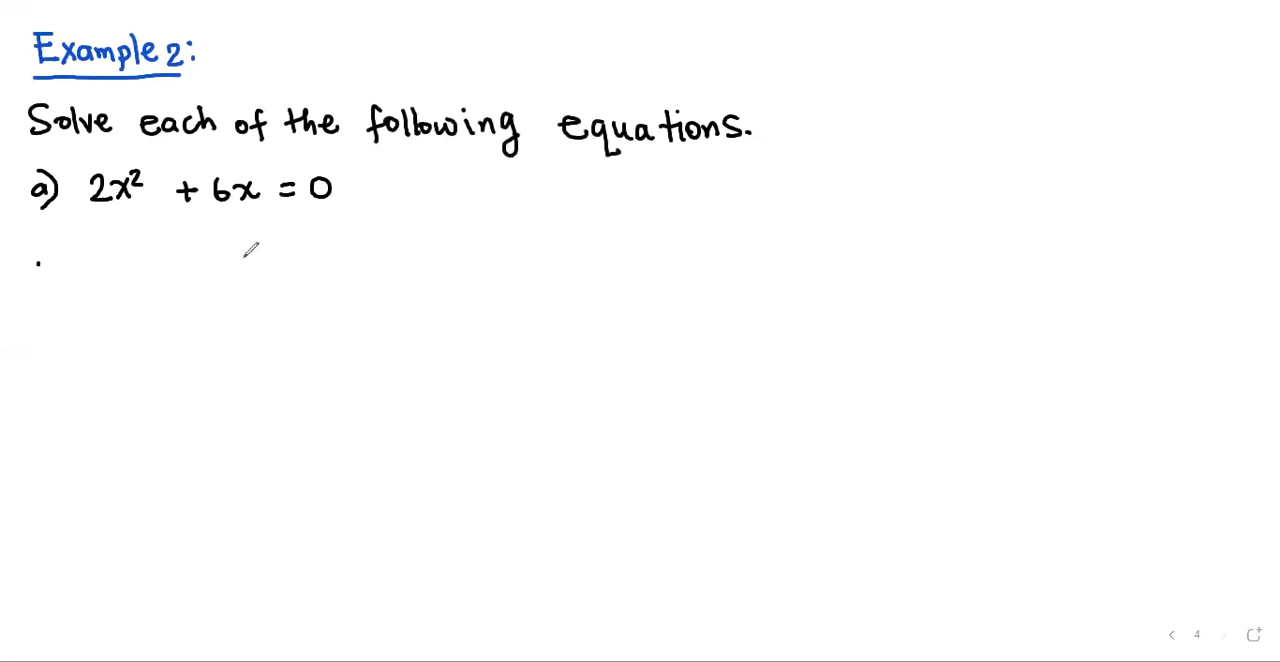 Example 2:
Solve each of the following equations.
a) 2x² + 6x = 0
.
< 4 >